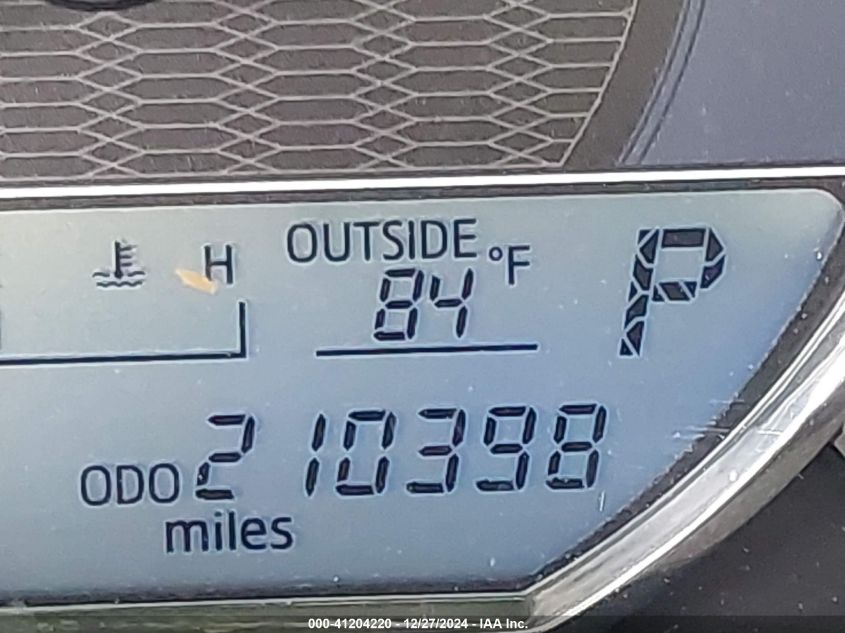 OUTSIDE
H
°F
84
P
ODO 210398
miles
000-41204220 - 12/27/2024 - IAA Inc.